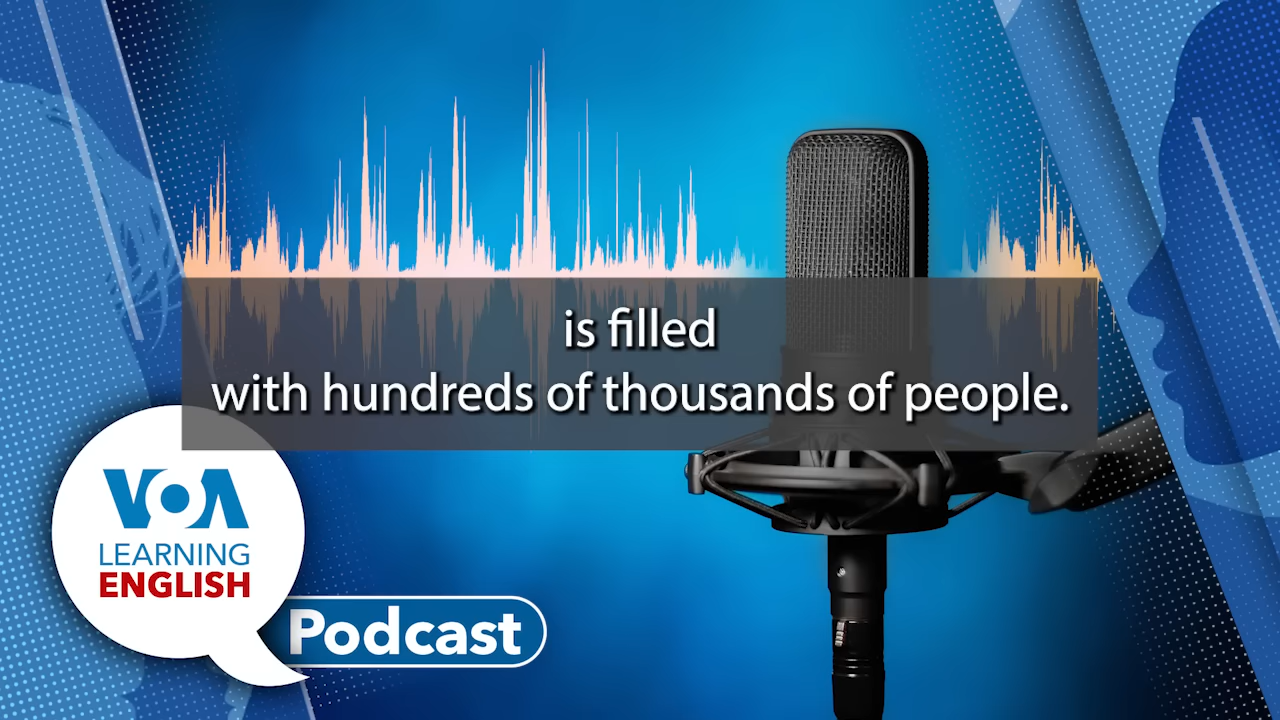 is filled
with hundreds of thousands of people.
VOA
LEARNING
ENGLISH
Podcast